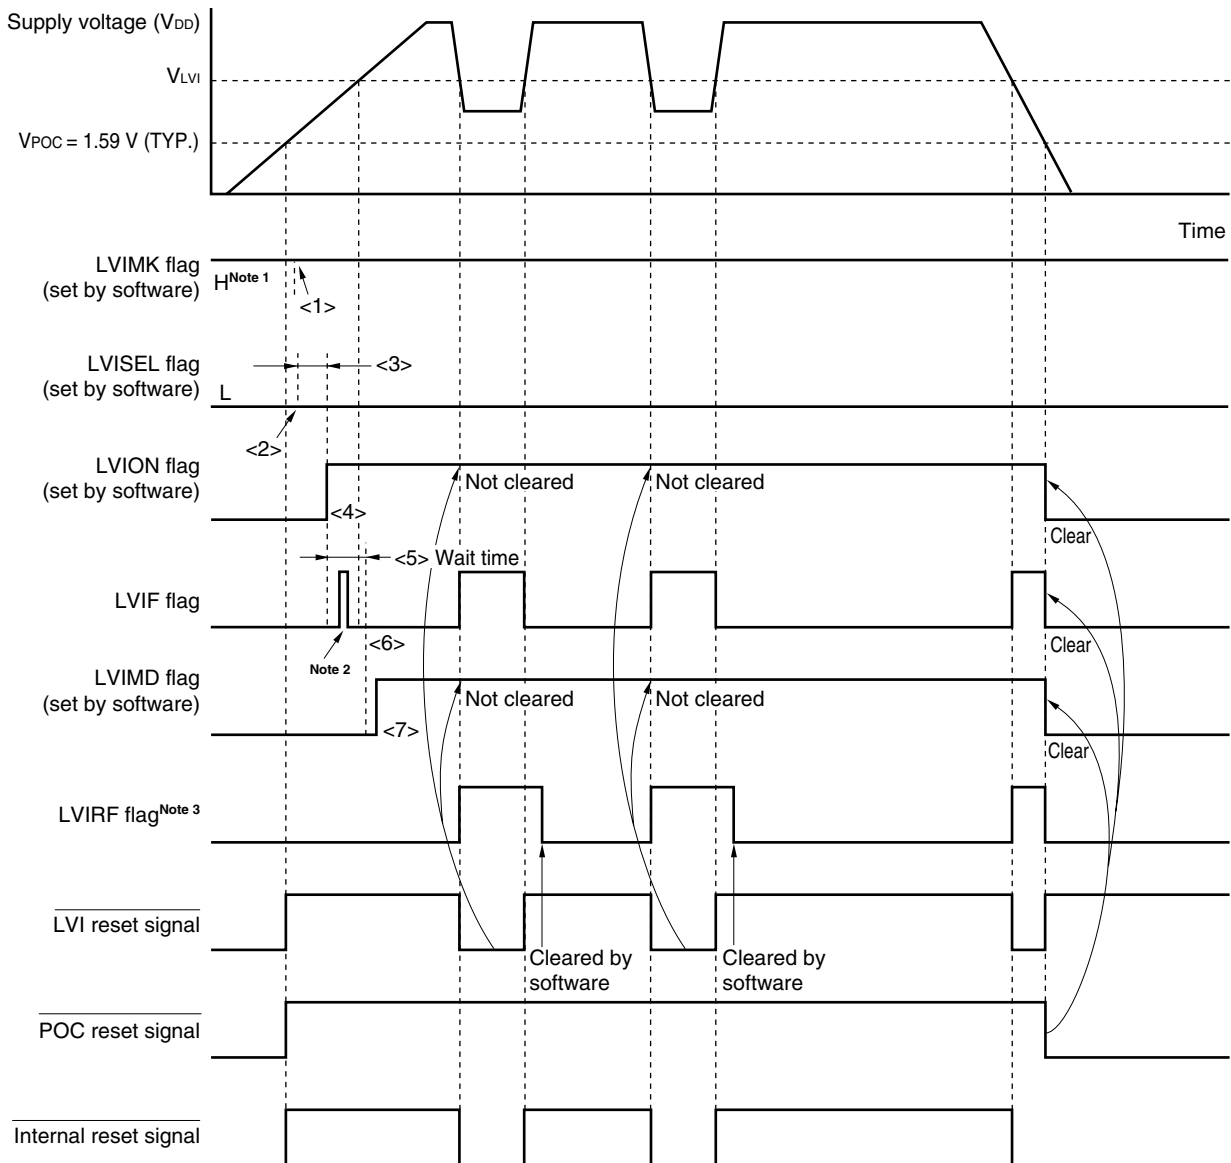 Supply voltage (VDD)
VLVI
VPOC = 1.59 V (TYP.)
Time
LVIMK flag
(set by software)
HNote 1
<1>
LVISEL flag
(set by software)
L
<3>
<2>
LVION flag
(set by software)
Not cleared
Not cleared
<4>
Clear
<5> Wait time
LVIF flag
Note 2
<6>
Clear
LVIMD flag
(set by software)
Not cleared
Not cleared
<7>
Clear
LVIRF flagNote 3
LVI reset signal
Cleared by
software
Cleared by
software
POC reset signal
Internal reset signal